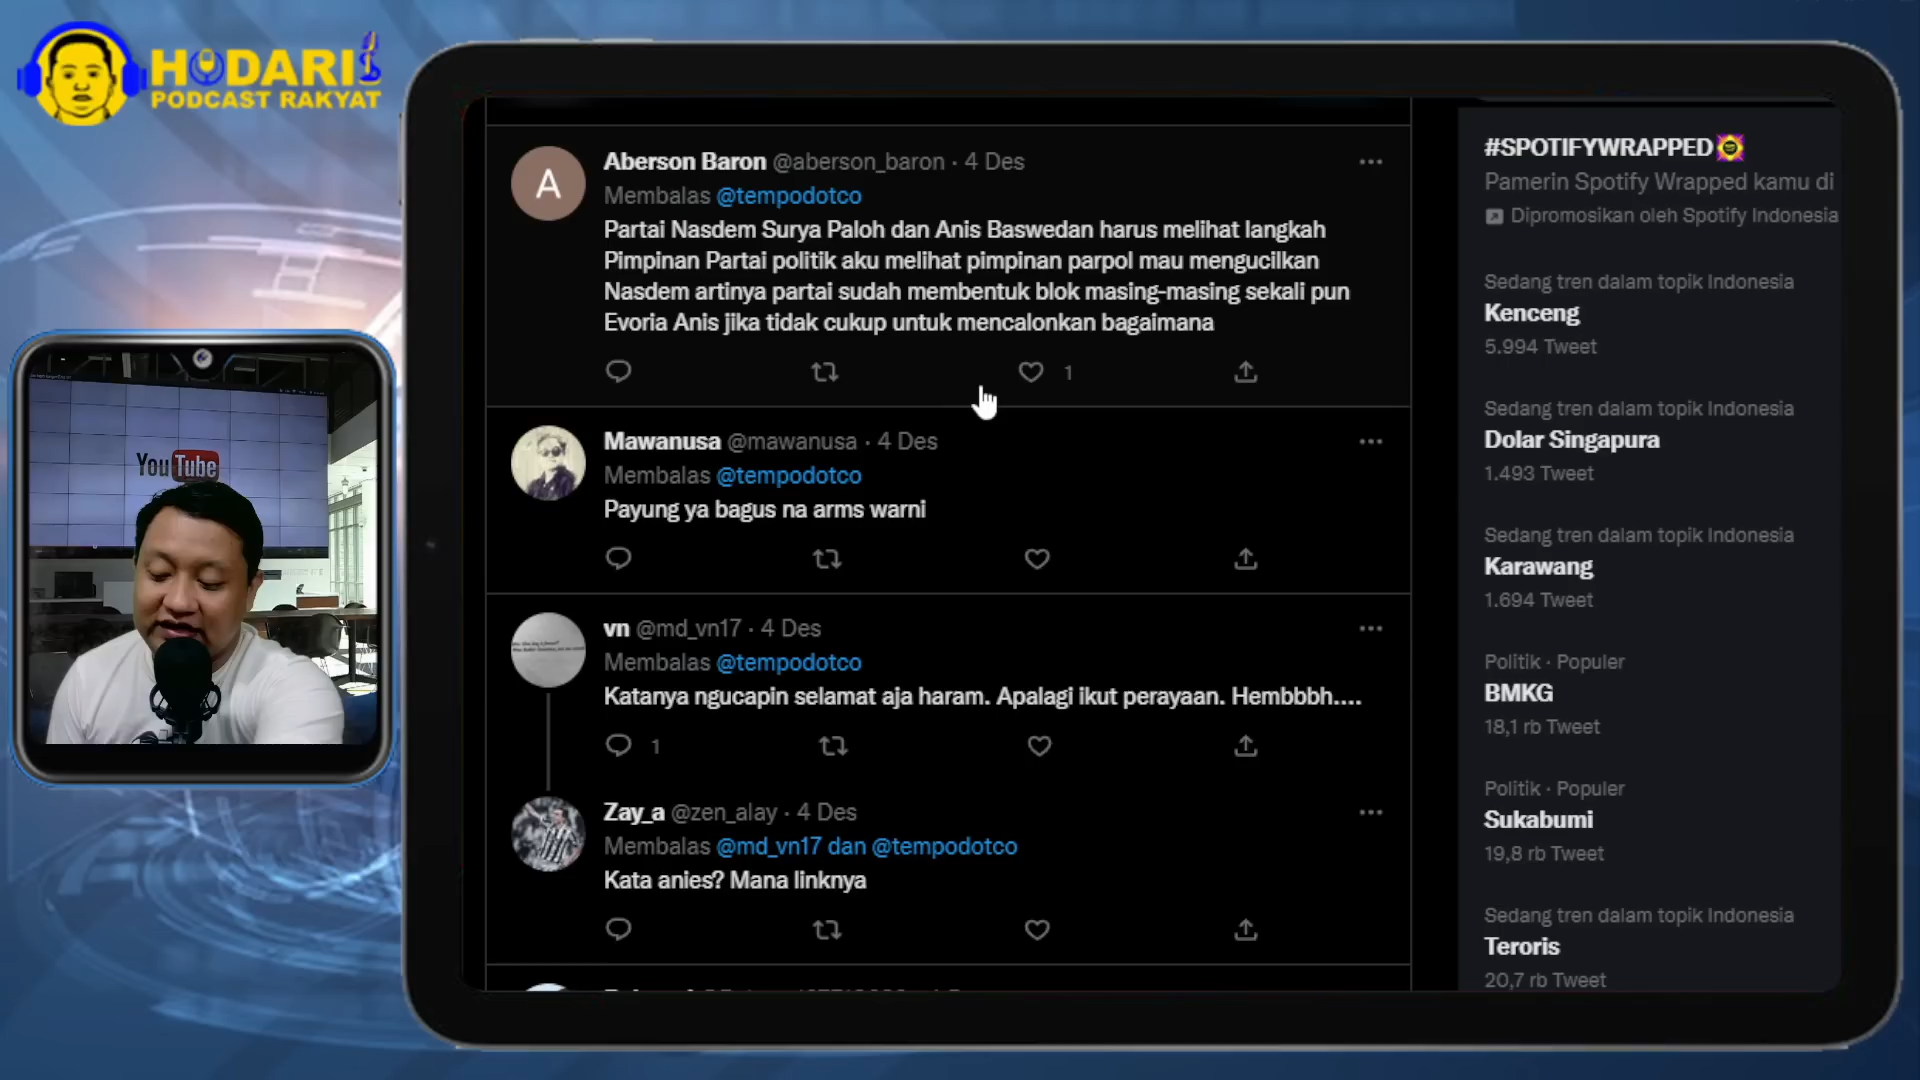 HODARI
PODCAST RAKYAT
YouTube
A
Aberson Baron @aberson_baron · 4 Des
Membalas @tempodotco
Partai Nasdem Surya Paloh dan Anis Baswedan harus melihat langkah
Pimpinan Partai politik aku melihat pimpinan parpol mau mengucilkan
Nasdem artinya partai sudah membentuk blok masing-masing sekali pun
Evoria Anis jika tidak cukup untuk mencalonkan bagaimana
1
Mawanusa @mawanusa · 4 Des
Membalas @tempodotco
Payung ya bagus na arms warni
vn @md_vn17 · 4 Des
Membalas @tempodotco
Katanya ngucapin selamat aja haram. Apalagi ikut perayaan. Hembbbh....
1
Zay_a @zen_alay · 4 Des
Membalas @md_vn17 dan @tempodotco
Kata anies? Mana linknya
#SPOTIFYWRAPPED
Pamerin Spotify Wrapped kamu di
Dipromosikan oleh Spotify Indonesia
Sedang tren dalam topik Indonesia
Kenceng
5.994 Tweet
Sedang tren dalam topik Indonesia
Dolar Singapura
1.493 Tweet
Sedang tren dalam topik Indonesia
Karawang
1.694 Tweet
Politik · Populer
BMKG
18,1 rb Tweet
Politik · Populer
Sukabumi
19,8 rb Tweet
Sedang tren dalam topik Indonesia
Teroris
20,7 rb Tweet